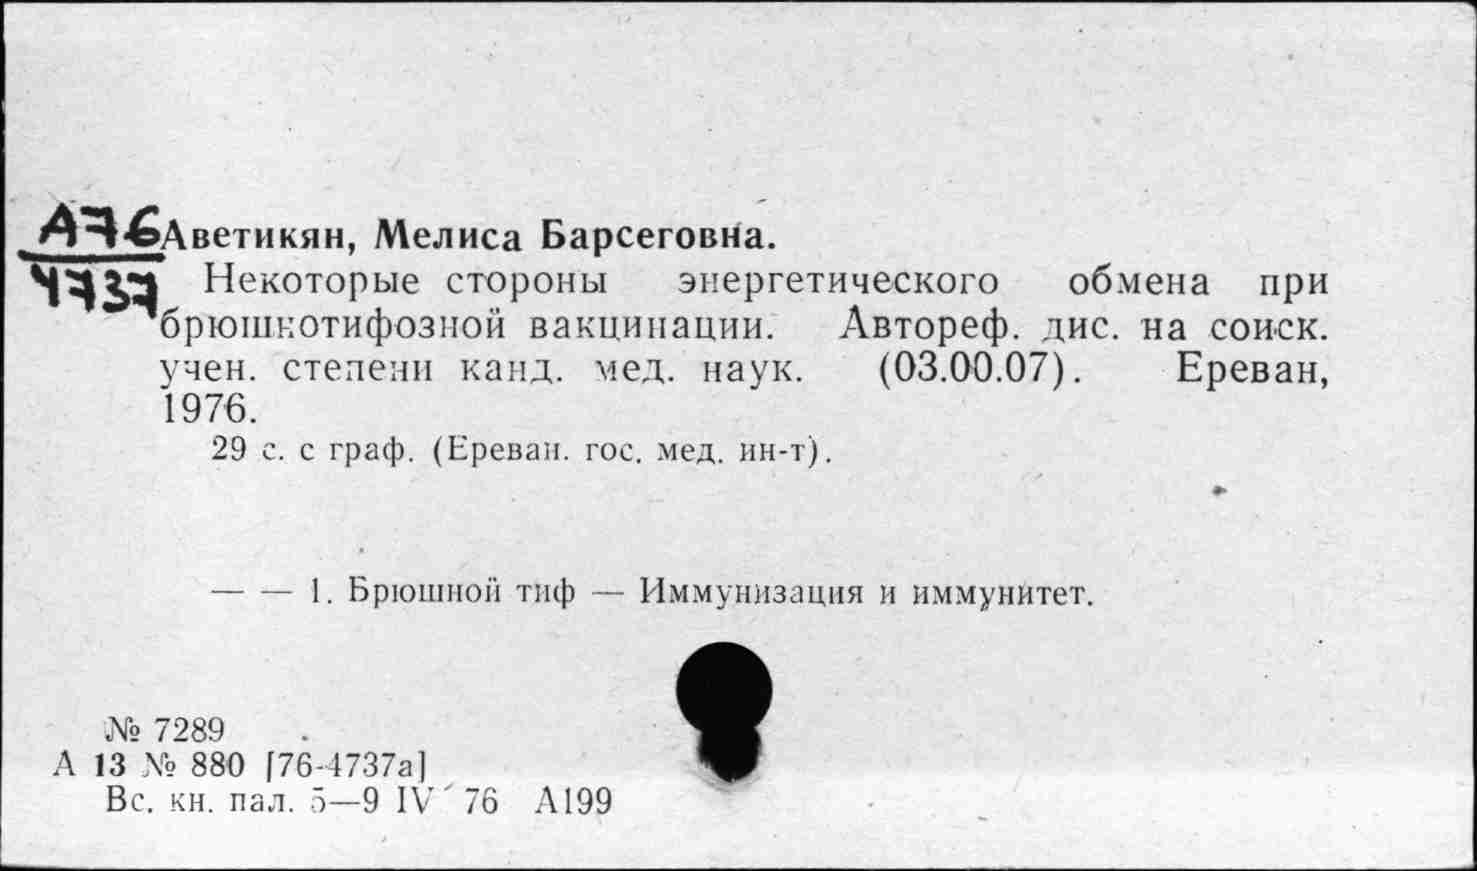 А76 Аветикян, Мелиса Барсеговна.
4737 Некоторые стороны энергетического обмена при
брюшнотифозной вакцинации. Автореф. дис. на соиск.
учен. степени канд. мед. наук. (03.00.07). Ереван,
1976.
29 с. с граф. (Ереван. гос. мед. ин-т).
— — 1. Брюшной тиф — Иммунизация и иммунитет.
№ 7289
А 13 № 880 [76-4737а]
Вс. кн. пал. 5—9 IV 76 А199